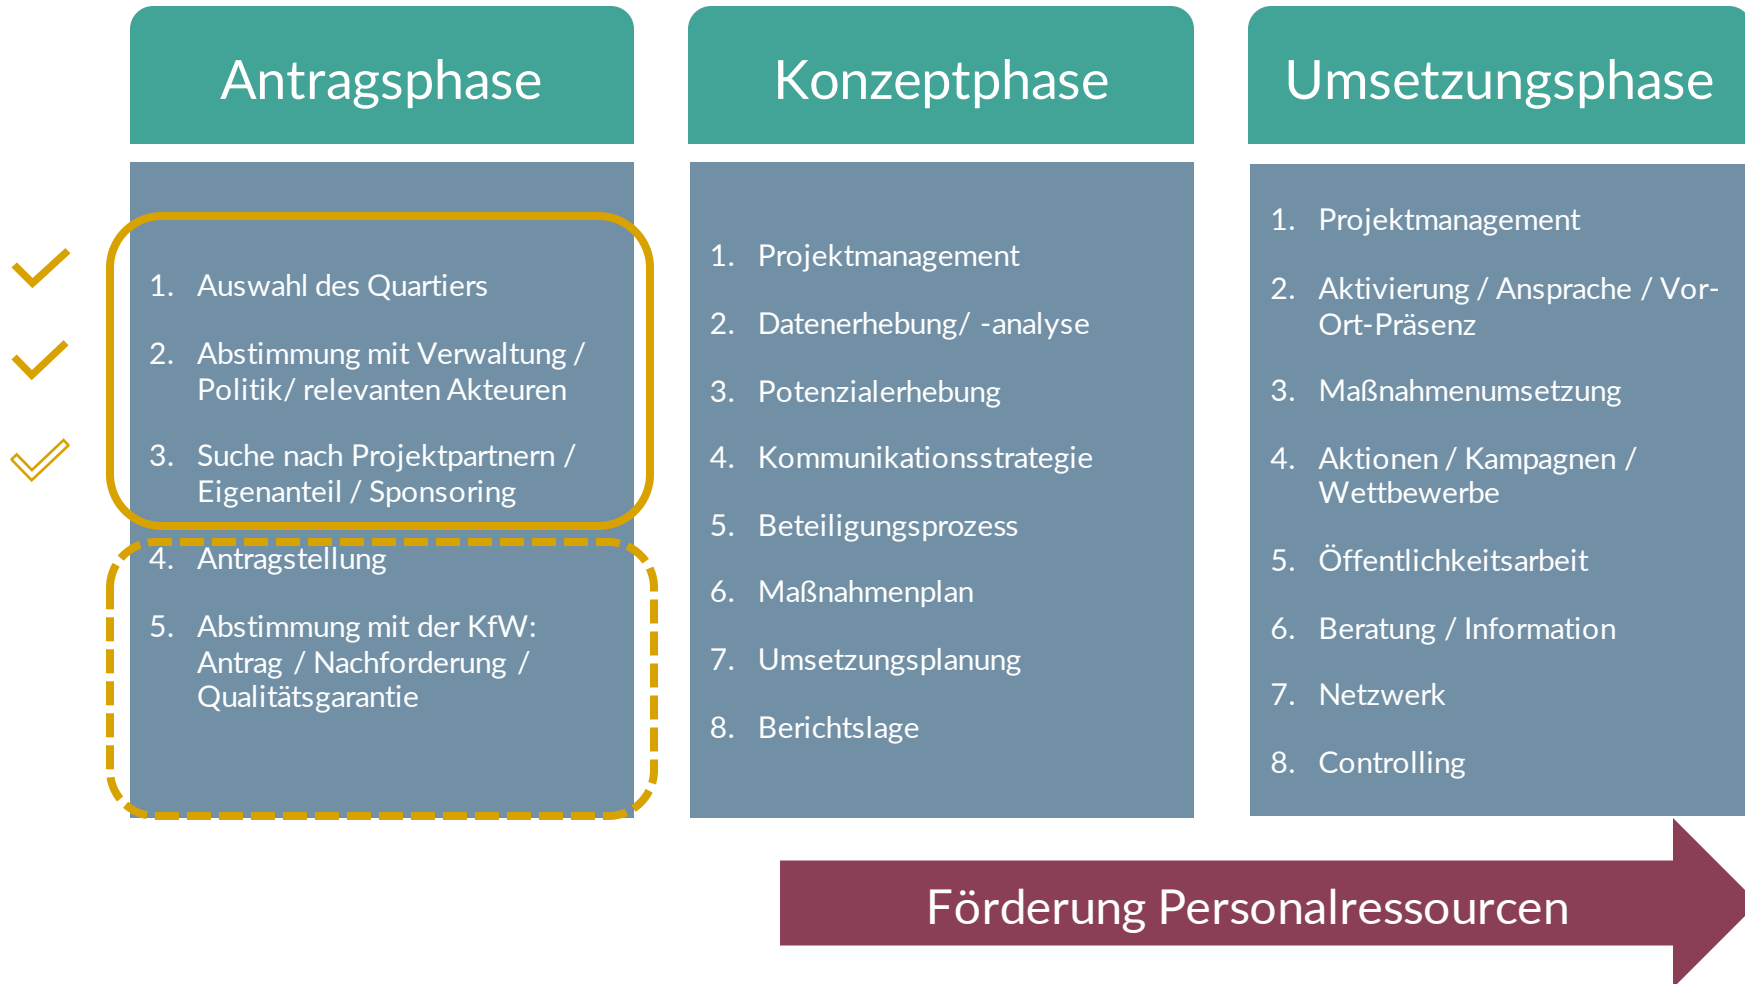 Antragsphase
1. Auswahl des Quartiers
2. Abstimmung mit Verwaltung /
Politik/ relevanten Akteuren
3. Suche nach Projektpartnern /
Eigenanteil / Sponsoring
4. Antragstellung
5. Abstimmung mit der KfW:
Antrag / Nachforderung /
Qualitätsgarantie
Konzeptphase
1. Projektmanagement
2. Datenerhebung/ -analyse
3. Potenzialerhebung
4. Kommunikationsstrategie
5. Beteiligungsprozess
6. Maßnahmenplan
7. Umsetzungsplanung
8. Berichtslage
Umsetzungsphase
1. Projektmanagement
2. Aktivierung / Ansprache / Vor-
Ort-Präsenz
3. Maßnahmenumsetzung
4. Aktionen / Kampagnen /
Wettbewerbe
5. Öffentlichkeitsarbeit
6. Beratung / Information
7. Netzwerk
8. Controlling
Förderung Personalressourcen